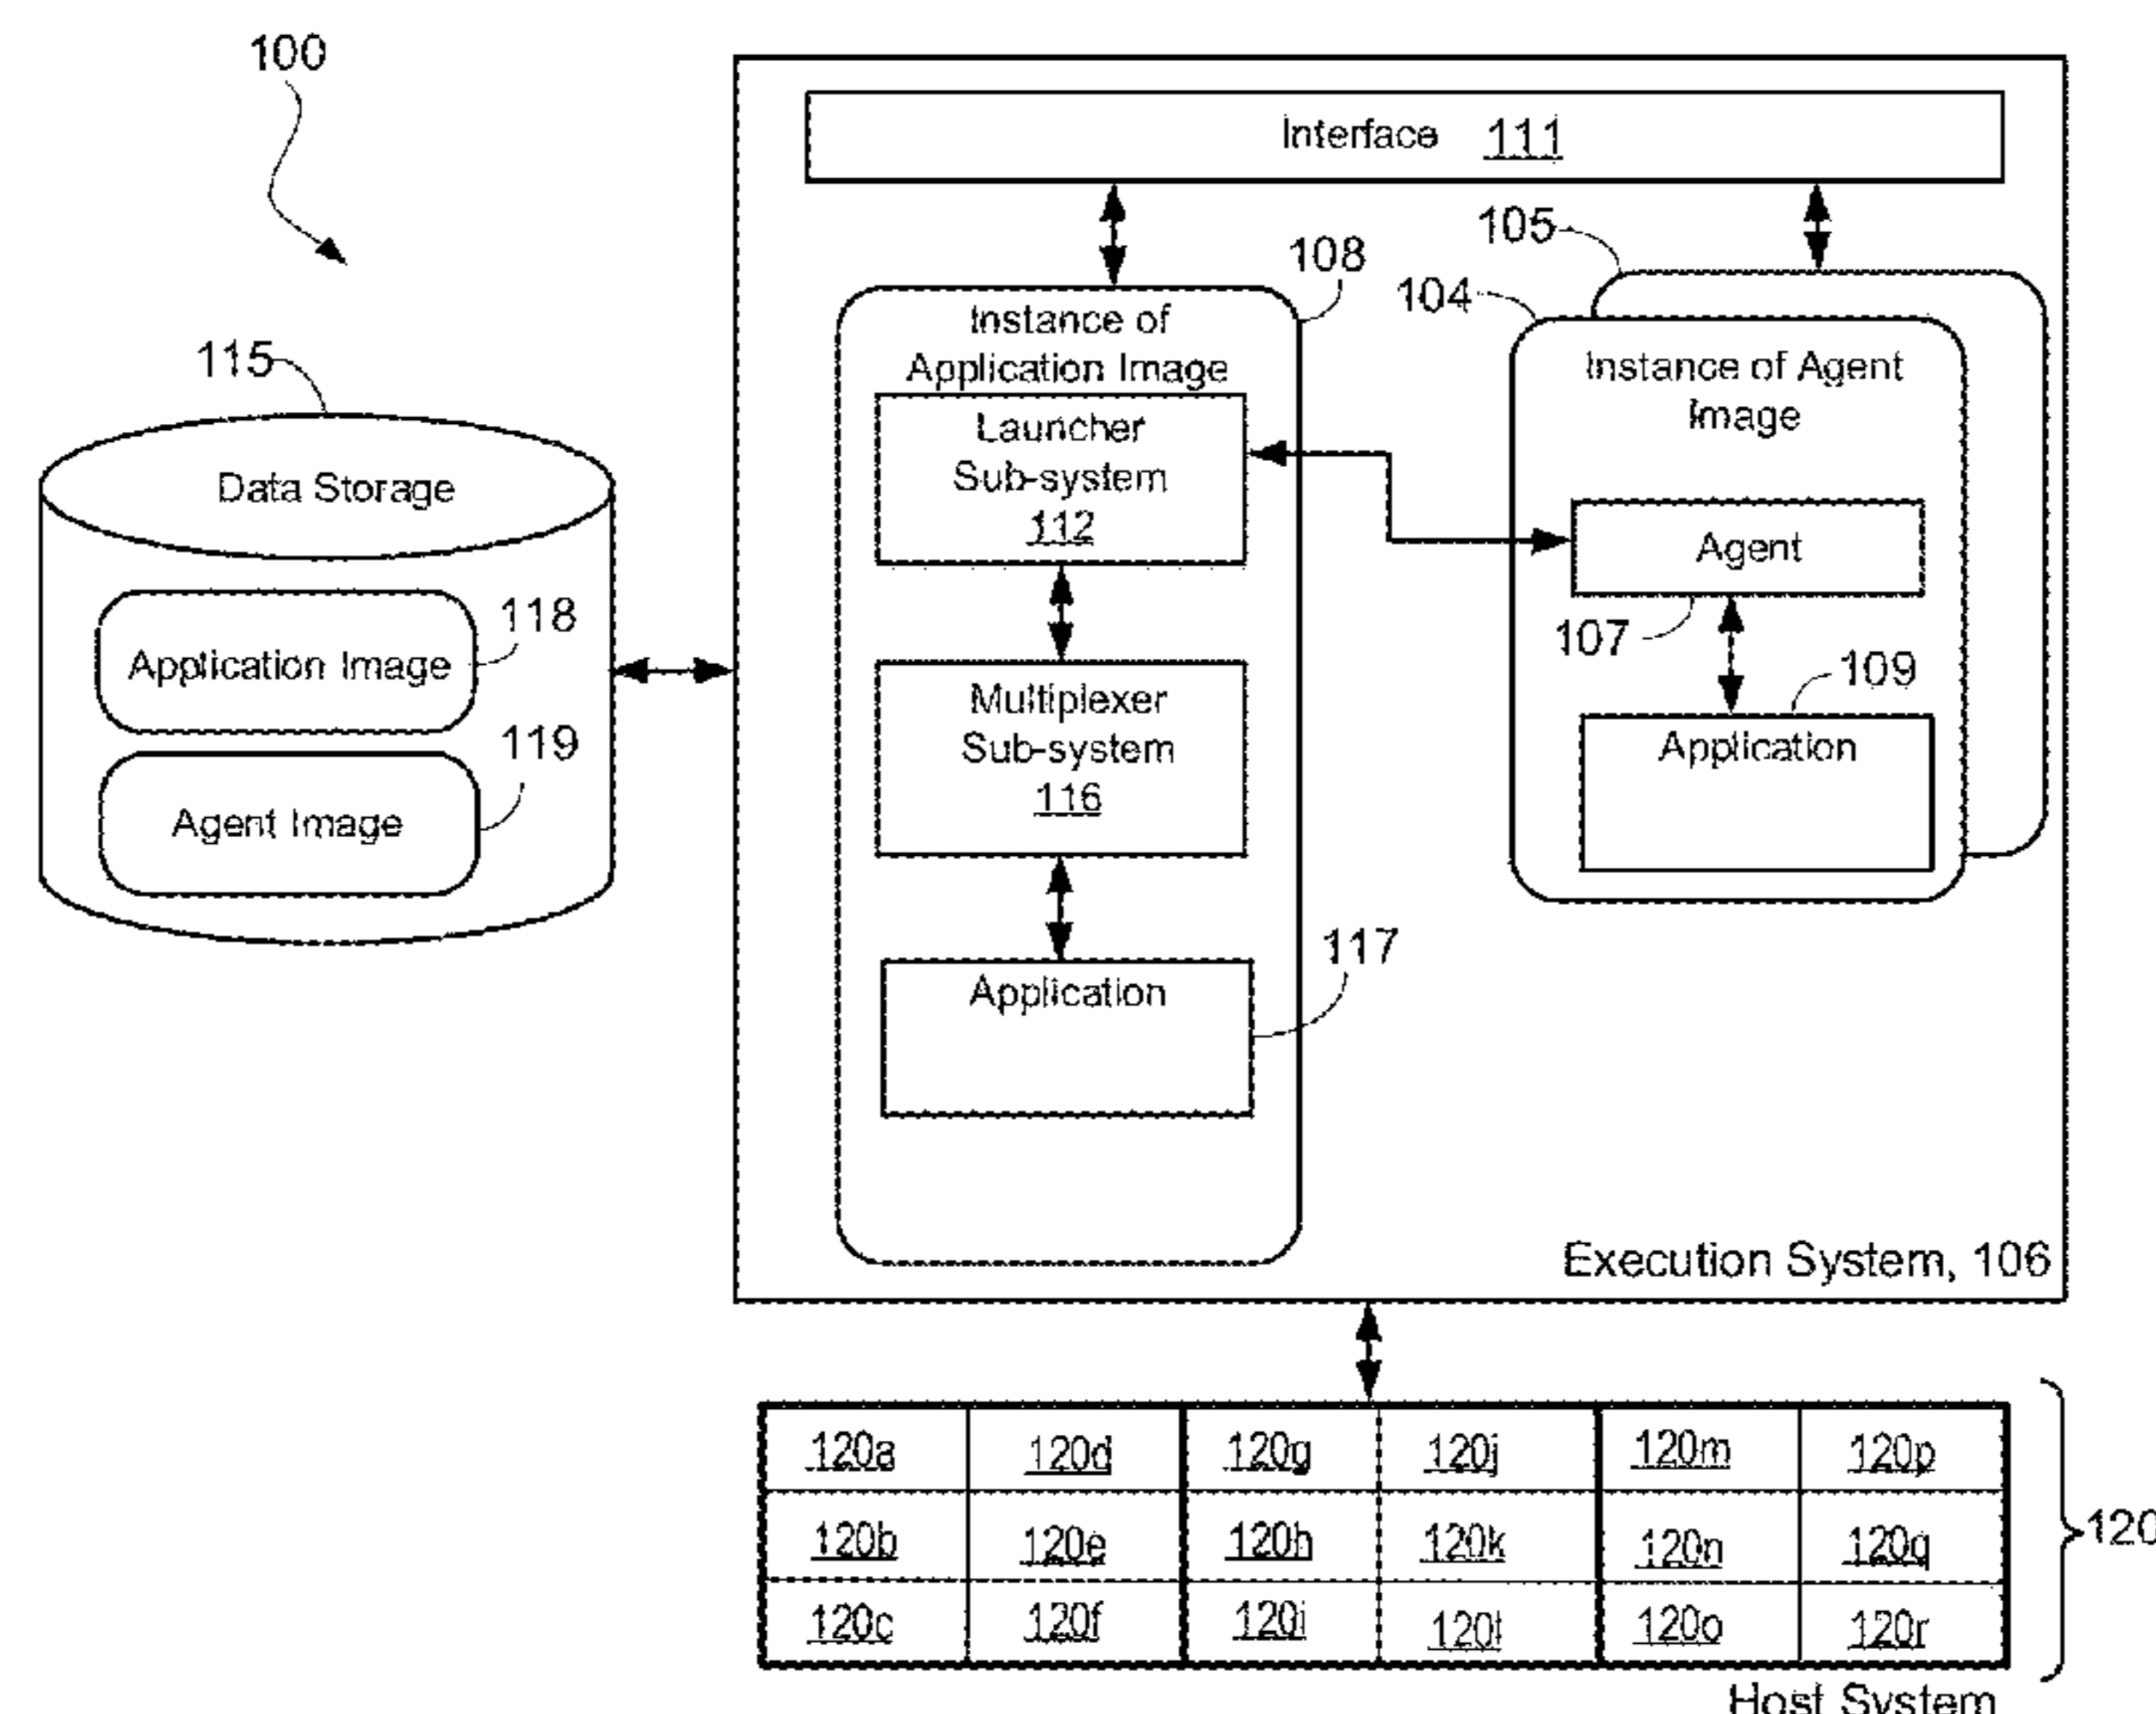 100
Interface 111
105
108
104
Instance of
Application Image
Instance of Agent
Image
115
Launcher
Sub-system
112
Data Storage
Agent
118
107
Application Image
109
Multiplexer
Sub-system
116
Application
119
Agent Image
117
Application
Execution System, 106
120a 120d 120g 120j 120m 120p
120b 120e 120h 120k 120n 120q
120c 120f 120i 120l 120o 120r
120
Host System